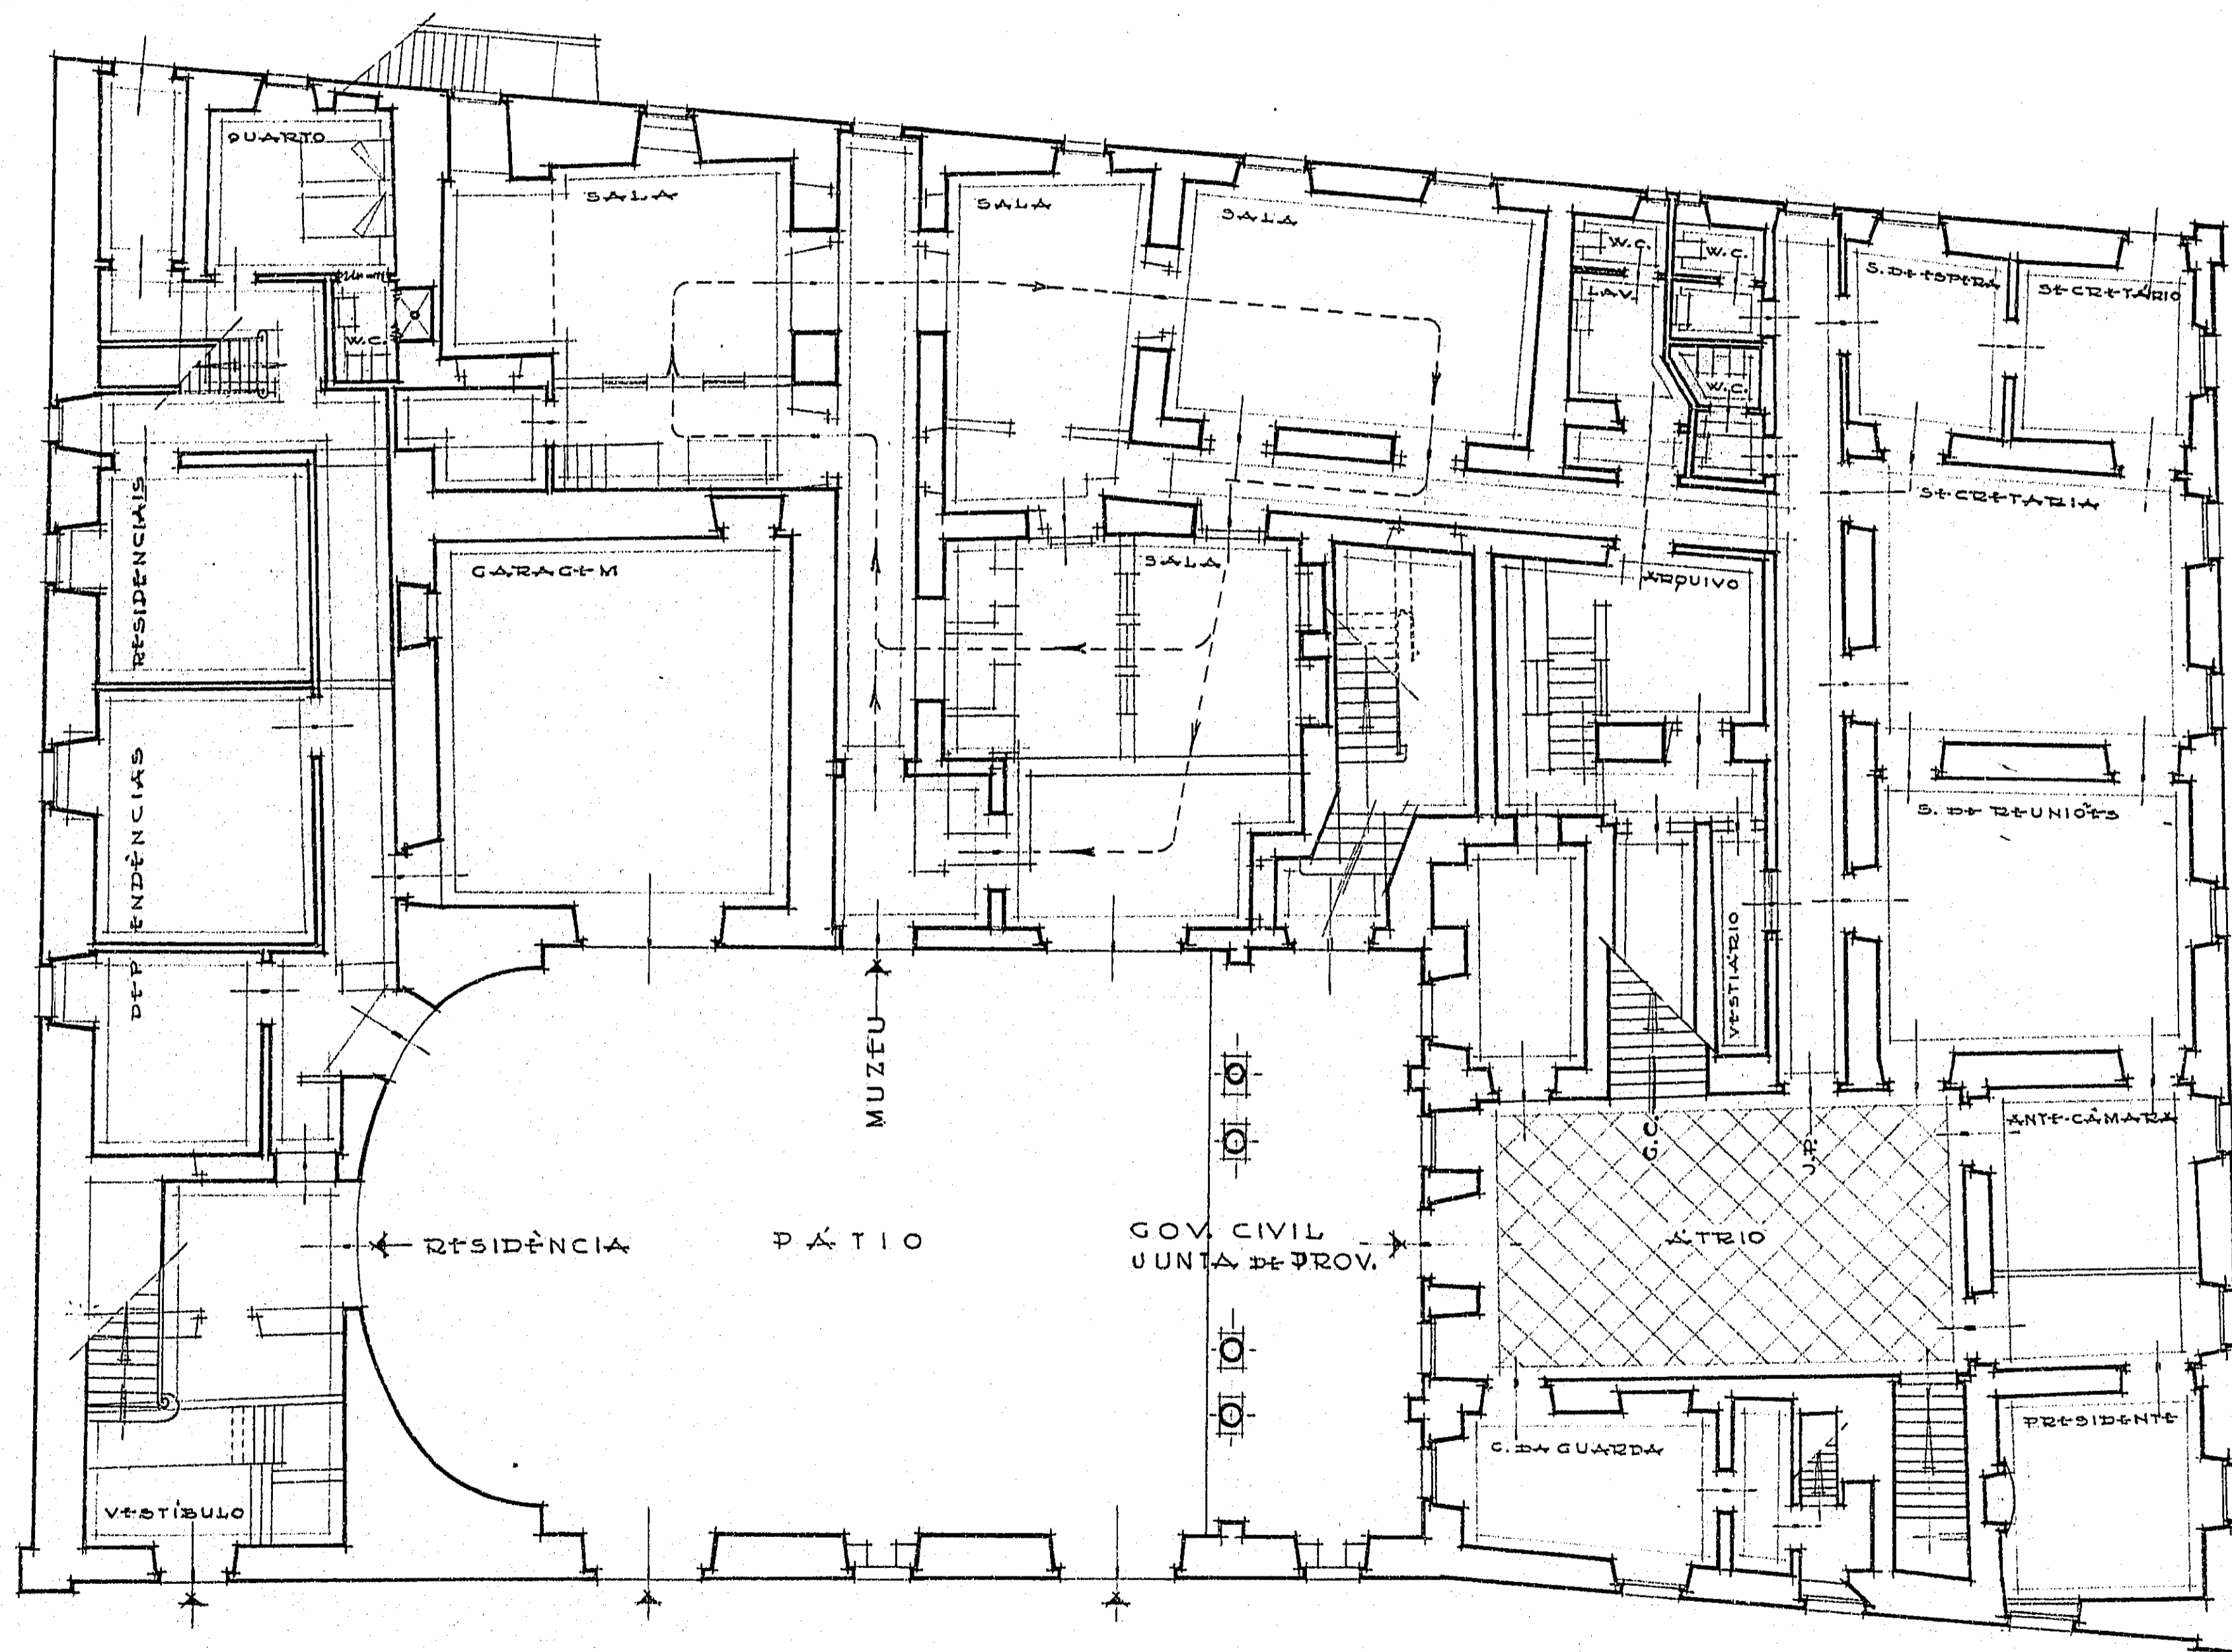 QUARTO
SALA
SALA
SALA
W.C.
W.C.
LAV.
S. DE ESPERA
SECRETÁRIO
W.C.
W.C.
RESIDENCIAIS
DEPENDÊNCIAS
GARAGEM
SALA
ARQUIVO
SECRETARIA
S. DE REUNIÕES
VESTIÁRIO
MUZEU
G.C.
J.P.
ANTE-CÂMARA
RESIDÊNCIA
PÁTIO
GOV. CIVIL
JUNTA DE PROV.
ÁTRIO
C. DA GUARDA
PRESIDENTE
VESTÍBULO